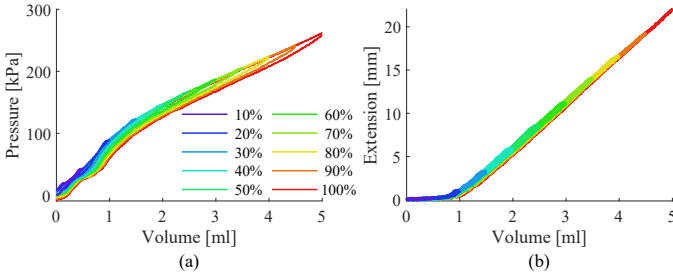 300
200
100
0
Pressure [kPa]
10%
20%
30%
40%
50%
60%
70%
80%
90%
100%
0 1 2 3 4 5
Volume [ml]
(a)
20
15
10
5
0
Extension [mm]
0 1 2 3 4 5
Volume [ml]
(b)